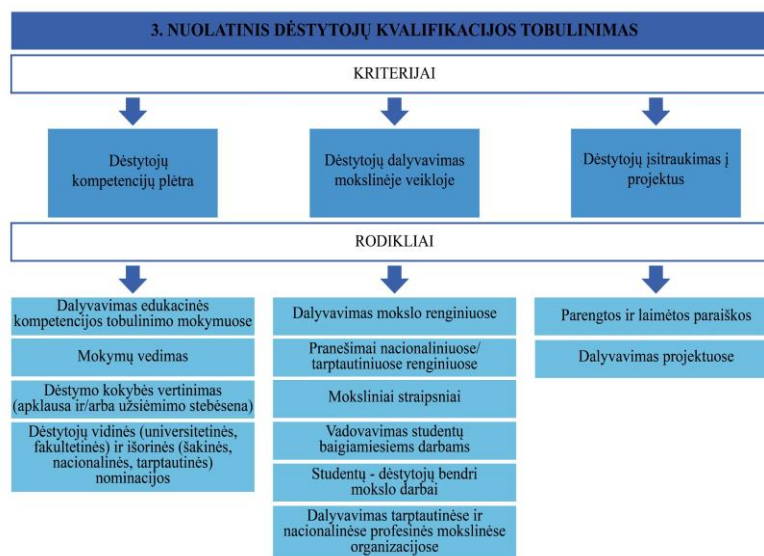 3. NUOLATINIS DĖSTYTOJŲ KVALIFIKACIJOS TOBULINIMAS
KRITERIJAI
Dėstytojų
kompetencijų plėtra
Dėstytojų dalyvavimas
mokslinėje veikloje
Dėstytojų įsitraukimas į
projektus
RODIKLIAI
Dalyvavimas edukacinės
kompetencijos tobulinimo mokymuose
Mokymų vedimas
Dėstymo kokybės vertinimas
(apklausa ir/arba užsiėmimo stebėsena)
Dėstytojų vidinės (universitetinės,
fakultetinės) ir išorinės (šakinės,
nacionalinės, tarptautinės)
nominacijos
Dalyvavimas mokslo renginiuose
Pranešimai nacionaliniuose/
tarptautiniuose renginiuose
Moksliniai straipsniai
Vadovavimas studentų
baigiamiesiems darbams
Studentų - dėstytojų bendri
mokslo darbai
Dalyvavimas tarptautinėse ir
nacionalinėse profesinės mokslinėse
organizacijose
Parengtos ir laimėtos paraiškos
Dalyvavimas projektuose